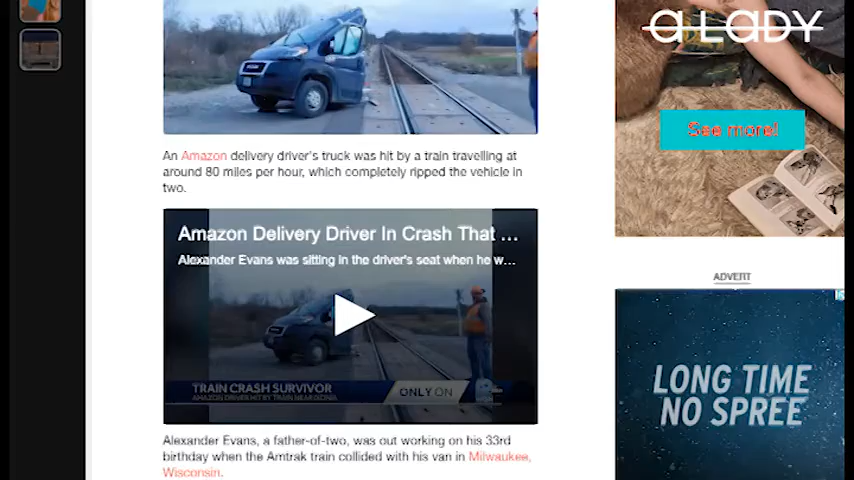 a LADY
See more!
An Amazon delivery driver's truck was hit by a train travelling at
around 80 miles per hour, which completely ripped the vehicle in
two.
Amazon Delivery Driver In Crash That ...
Alexander Evans was sitting in the driver's seat when he w...
TRAIN CRASH SURVIVOR
AMAZON DRIVER HIT BY TRAIN NEAR IXONIA
ONLY ON
ADVERT
LONG TIME
NO SPREE
Alexander Evans, a father-of-two, was out working on his 33rd
birthday when the Amtrak train collided with his van in Milwaukee,
Wisconsin.